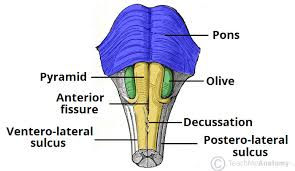 Pons
Pyramid
Olive
Anterior
fissure
Decussation
Ventero-lateral
sulcus
Postero-lateral
sulcus
TeachMeAnatomy